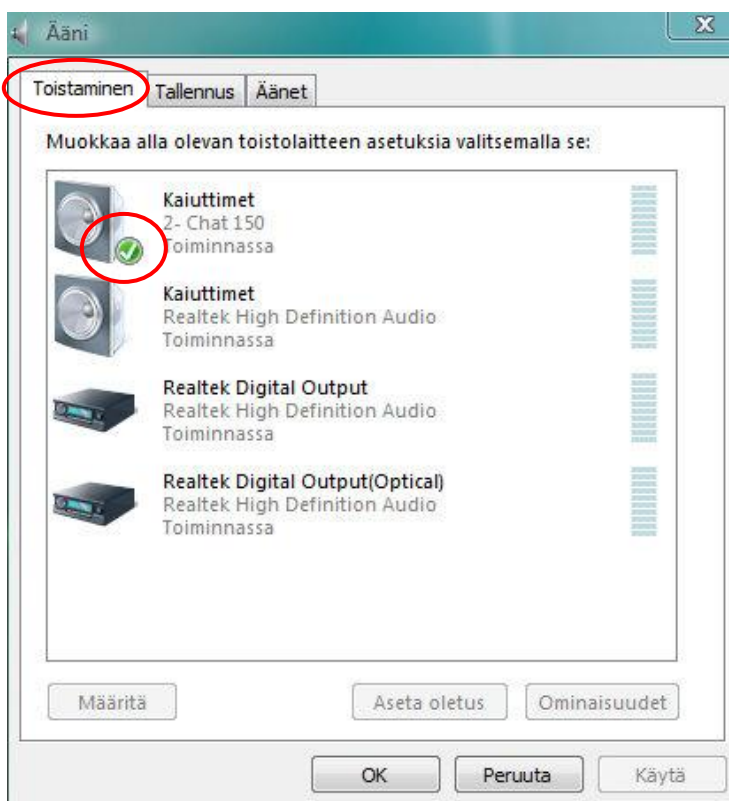 Ääni
Toistaminen Tallennus Äänet
Muokkaa alla olevan toistolaitteen asetuksia valitsemalla se:
Kaiuttimet
2- Chat 150
Toiminnassa
Kaiuttimet
Realtek High Definition Audio
Toiminnassa
Realtek Digital Output
Realtek High Definition Audio
Toiminnassa
Realtek Digital Output(Optical)
Realtek High Definition Audio
Toiminnassa
Määritä Aseta oletus Ominaisuudet
OK Peruuta Käytä